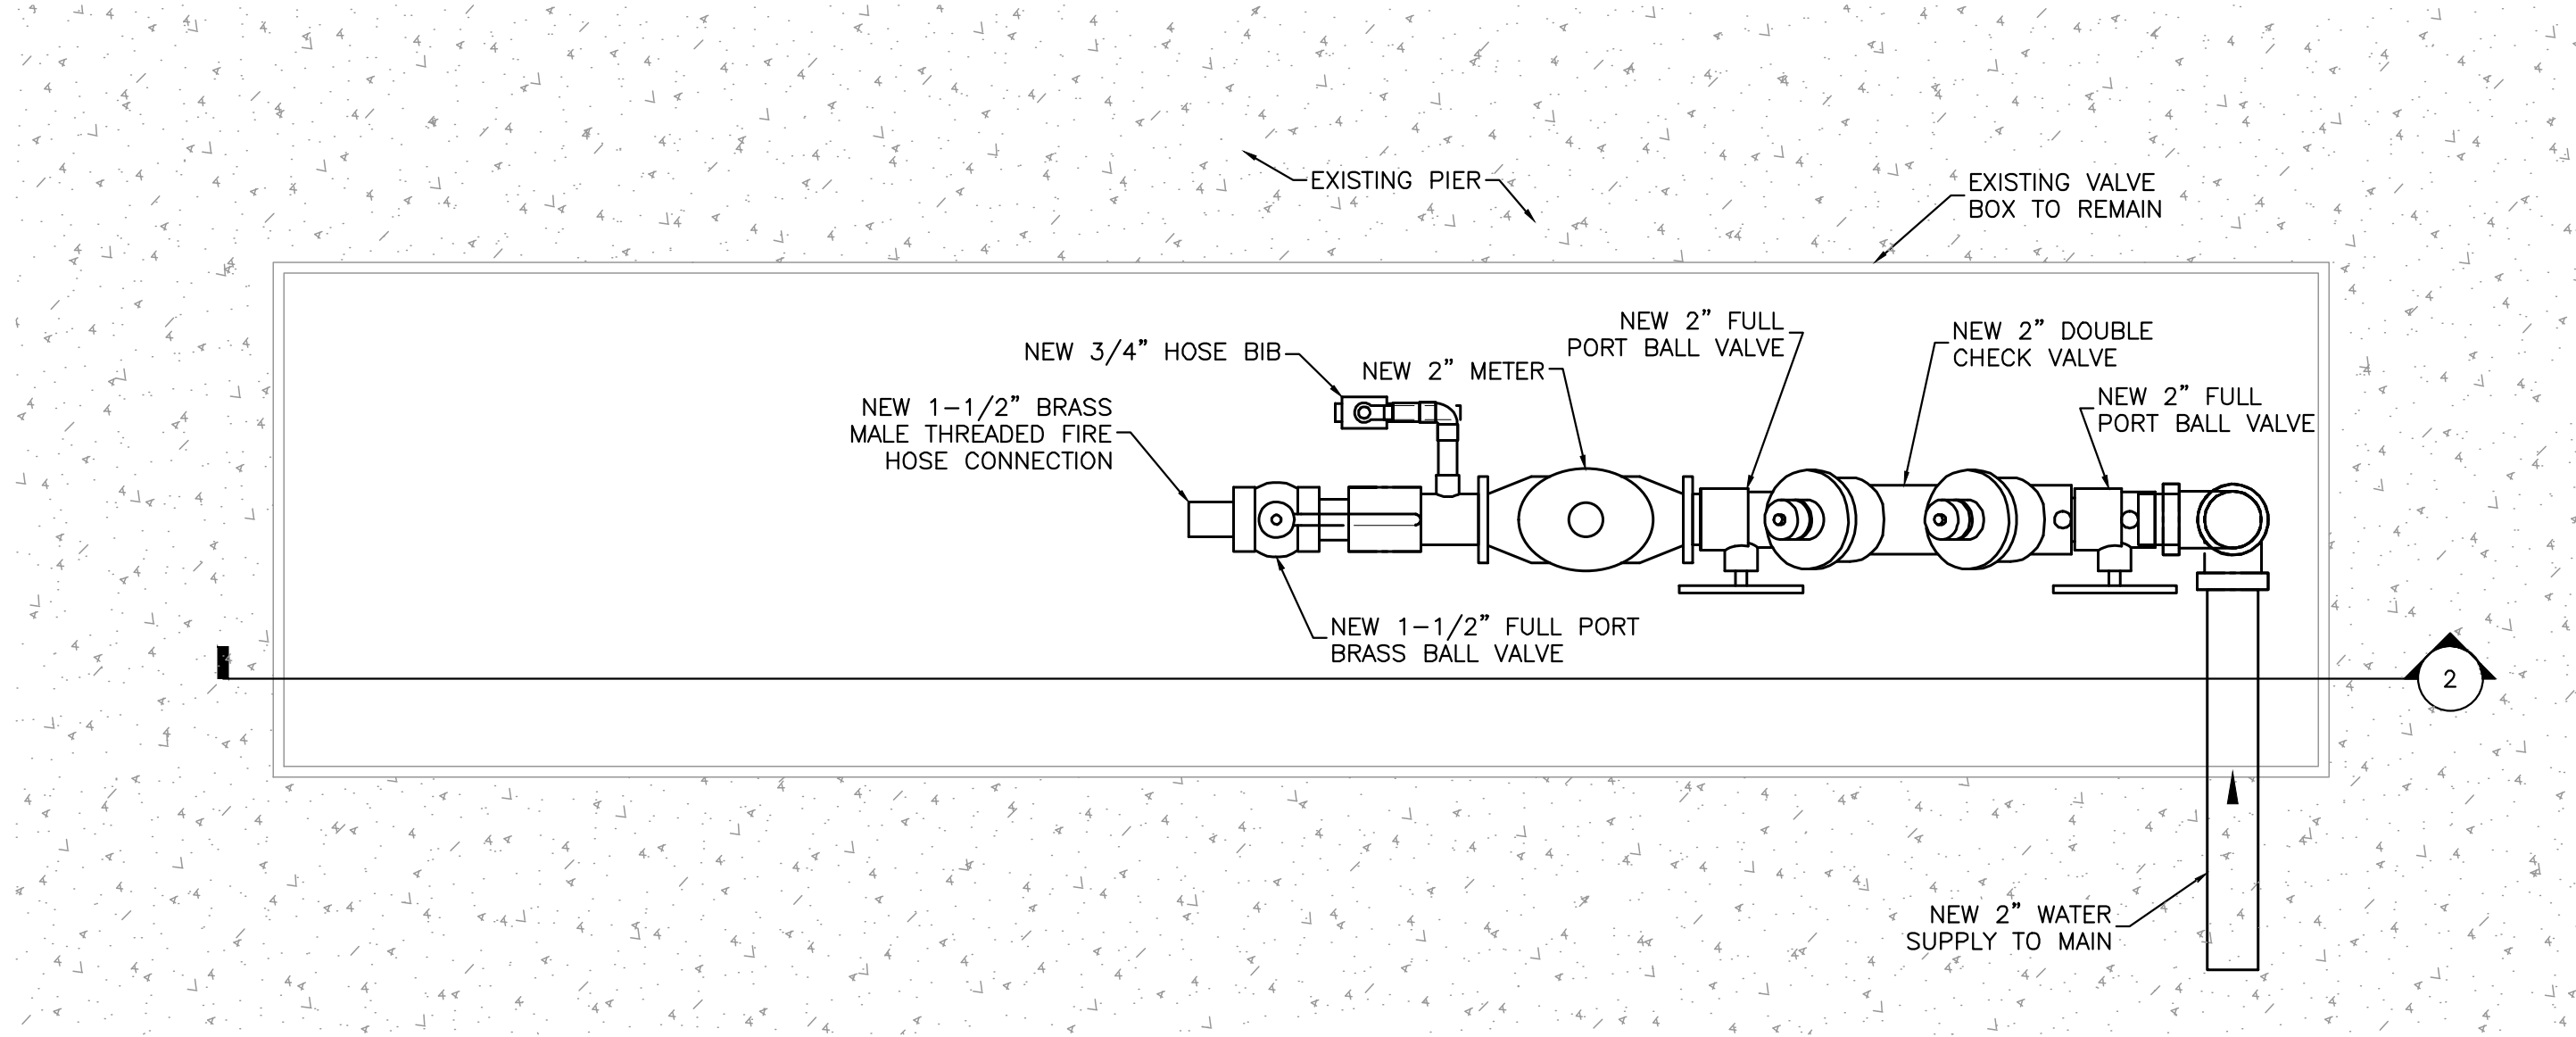 EXISTING PIER
EXISTING VALVE
BOX TO REMAIN
NEW 2” FULL
PORT BALL VALVE
NEW 2” DOUBLE
CHECK VALVE
NEW 3/4” HOSE BIB
NEW 2” METER
NEW 2” FULL
PORT BALL VALVE
NEW 1-1/2” BRASS
MALE THREADED FIRE
HOSE CONNECTION
NEW 1-1/2” FULL PORT
BRASS BALL VALVE
2
NEW 2” WATER
SUPPLY TO MAIN